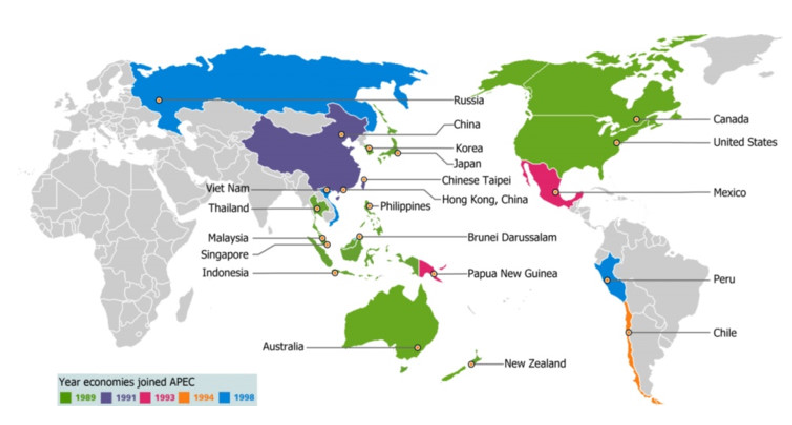 Russia
China
Korea
Japan
Chinese Taipei
Hong Kong, China
Viet Nam
Thailand
Philippines
Malaysia
Singapore
Indonesia
Brunei Darussalam
Papua New Guinea
Australia
New Zealand
Canada
United States
Mexico
Peru
Chile
Year economies joined APEC
1989 1991 1993 1994 1998